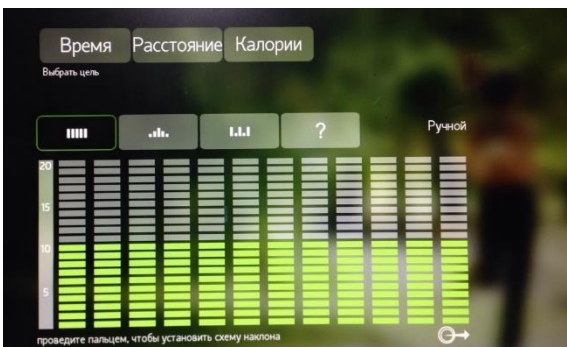 Время Расстояние Калории
Выбрать цель
? Ручной
20
15
10
5
проведите пальцем, чтобы установить схему наклона